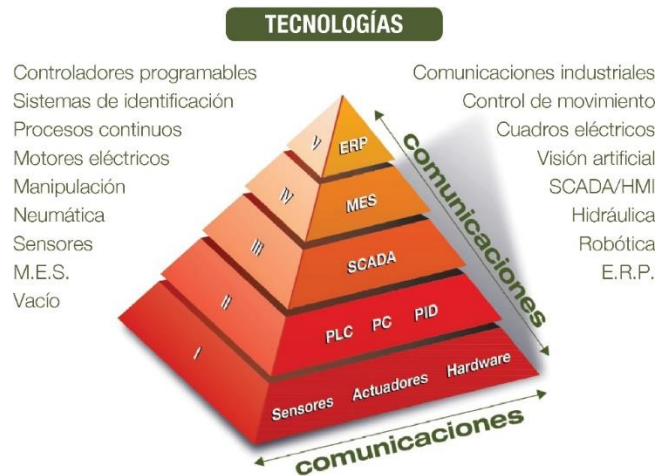 TECNOLOGÍAS
Controladores programables
Sistemas de identificación
Procesos continuos
Motores eléctricos
Manipulación
Neumática
Sensores
M.E.S.
Vacío
Comunicaciones industriales
Control de movimiento
Cuadros eléctricos
Visión artificial
SCADA/HMI
Hidráulica
Robótica
E.R.P.
V ERP
IV MES
III SCADA
II PLC PC PID
I Sensores Actuadores Hardware
comunicaciones
comunicaciones